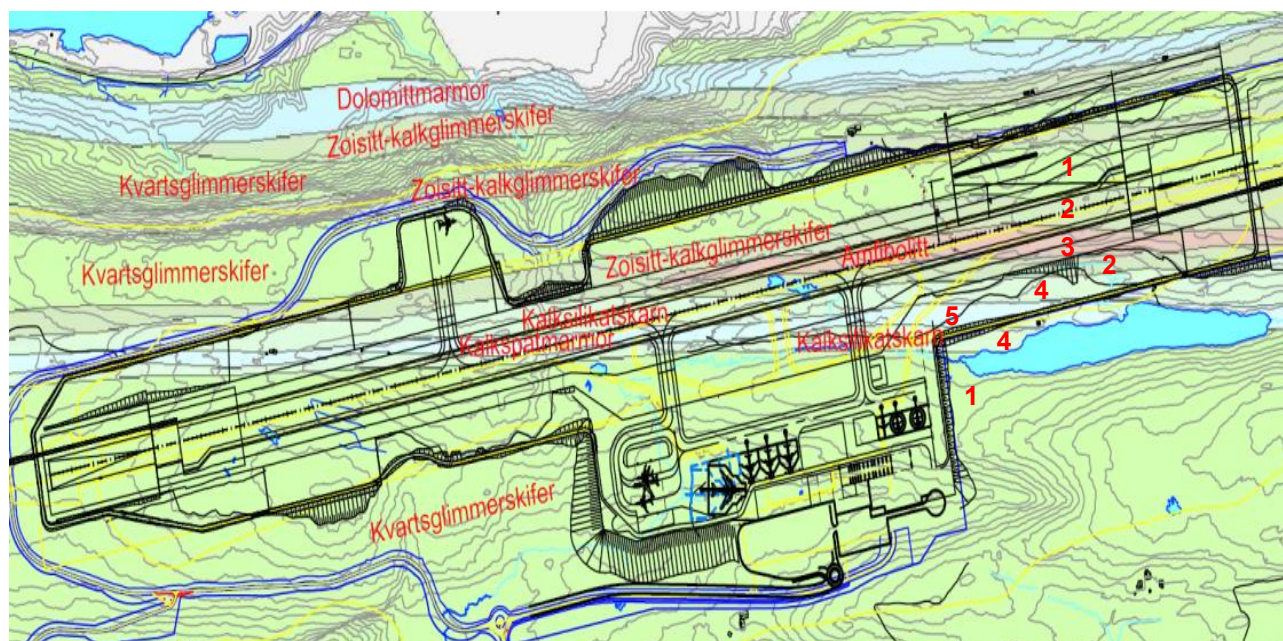 Dolomittmarmor
Zoisitt-kalkglimmerskifer
Kvartsglimmerskifer
Zoisitt-kalkglimmerskifer
1
2
Kvartsglimmerskifer
Zoisitt-kalkglimmerskifer
Amfibolitt
3
2
4
Kalksilikatskarn
5
Kalkspatmarmor
Kalksilikatskarn
4
1
Kvartsglimmerskifer